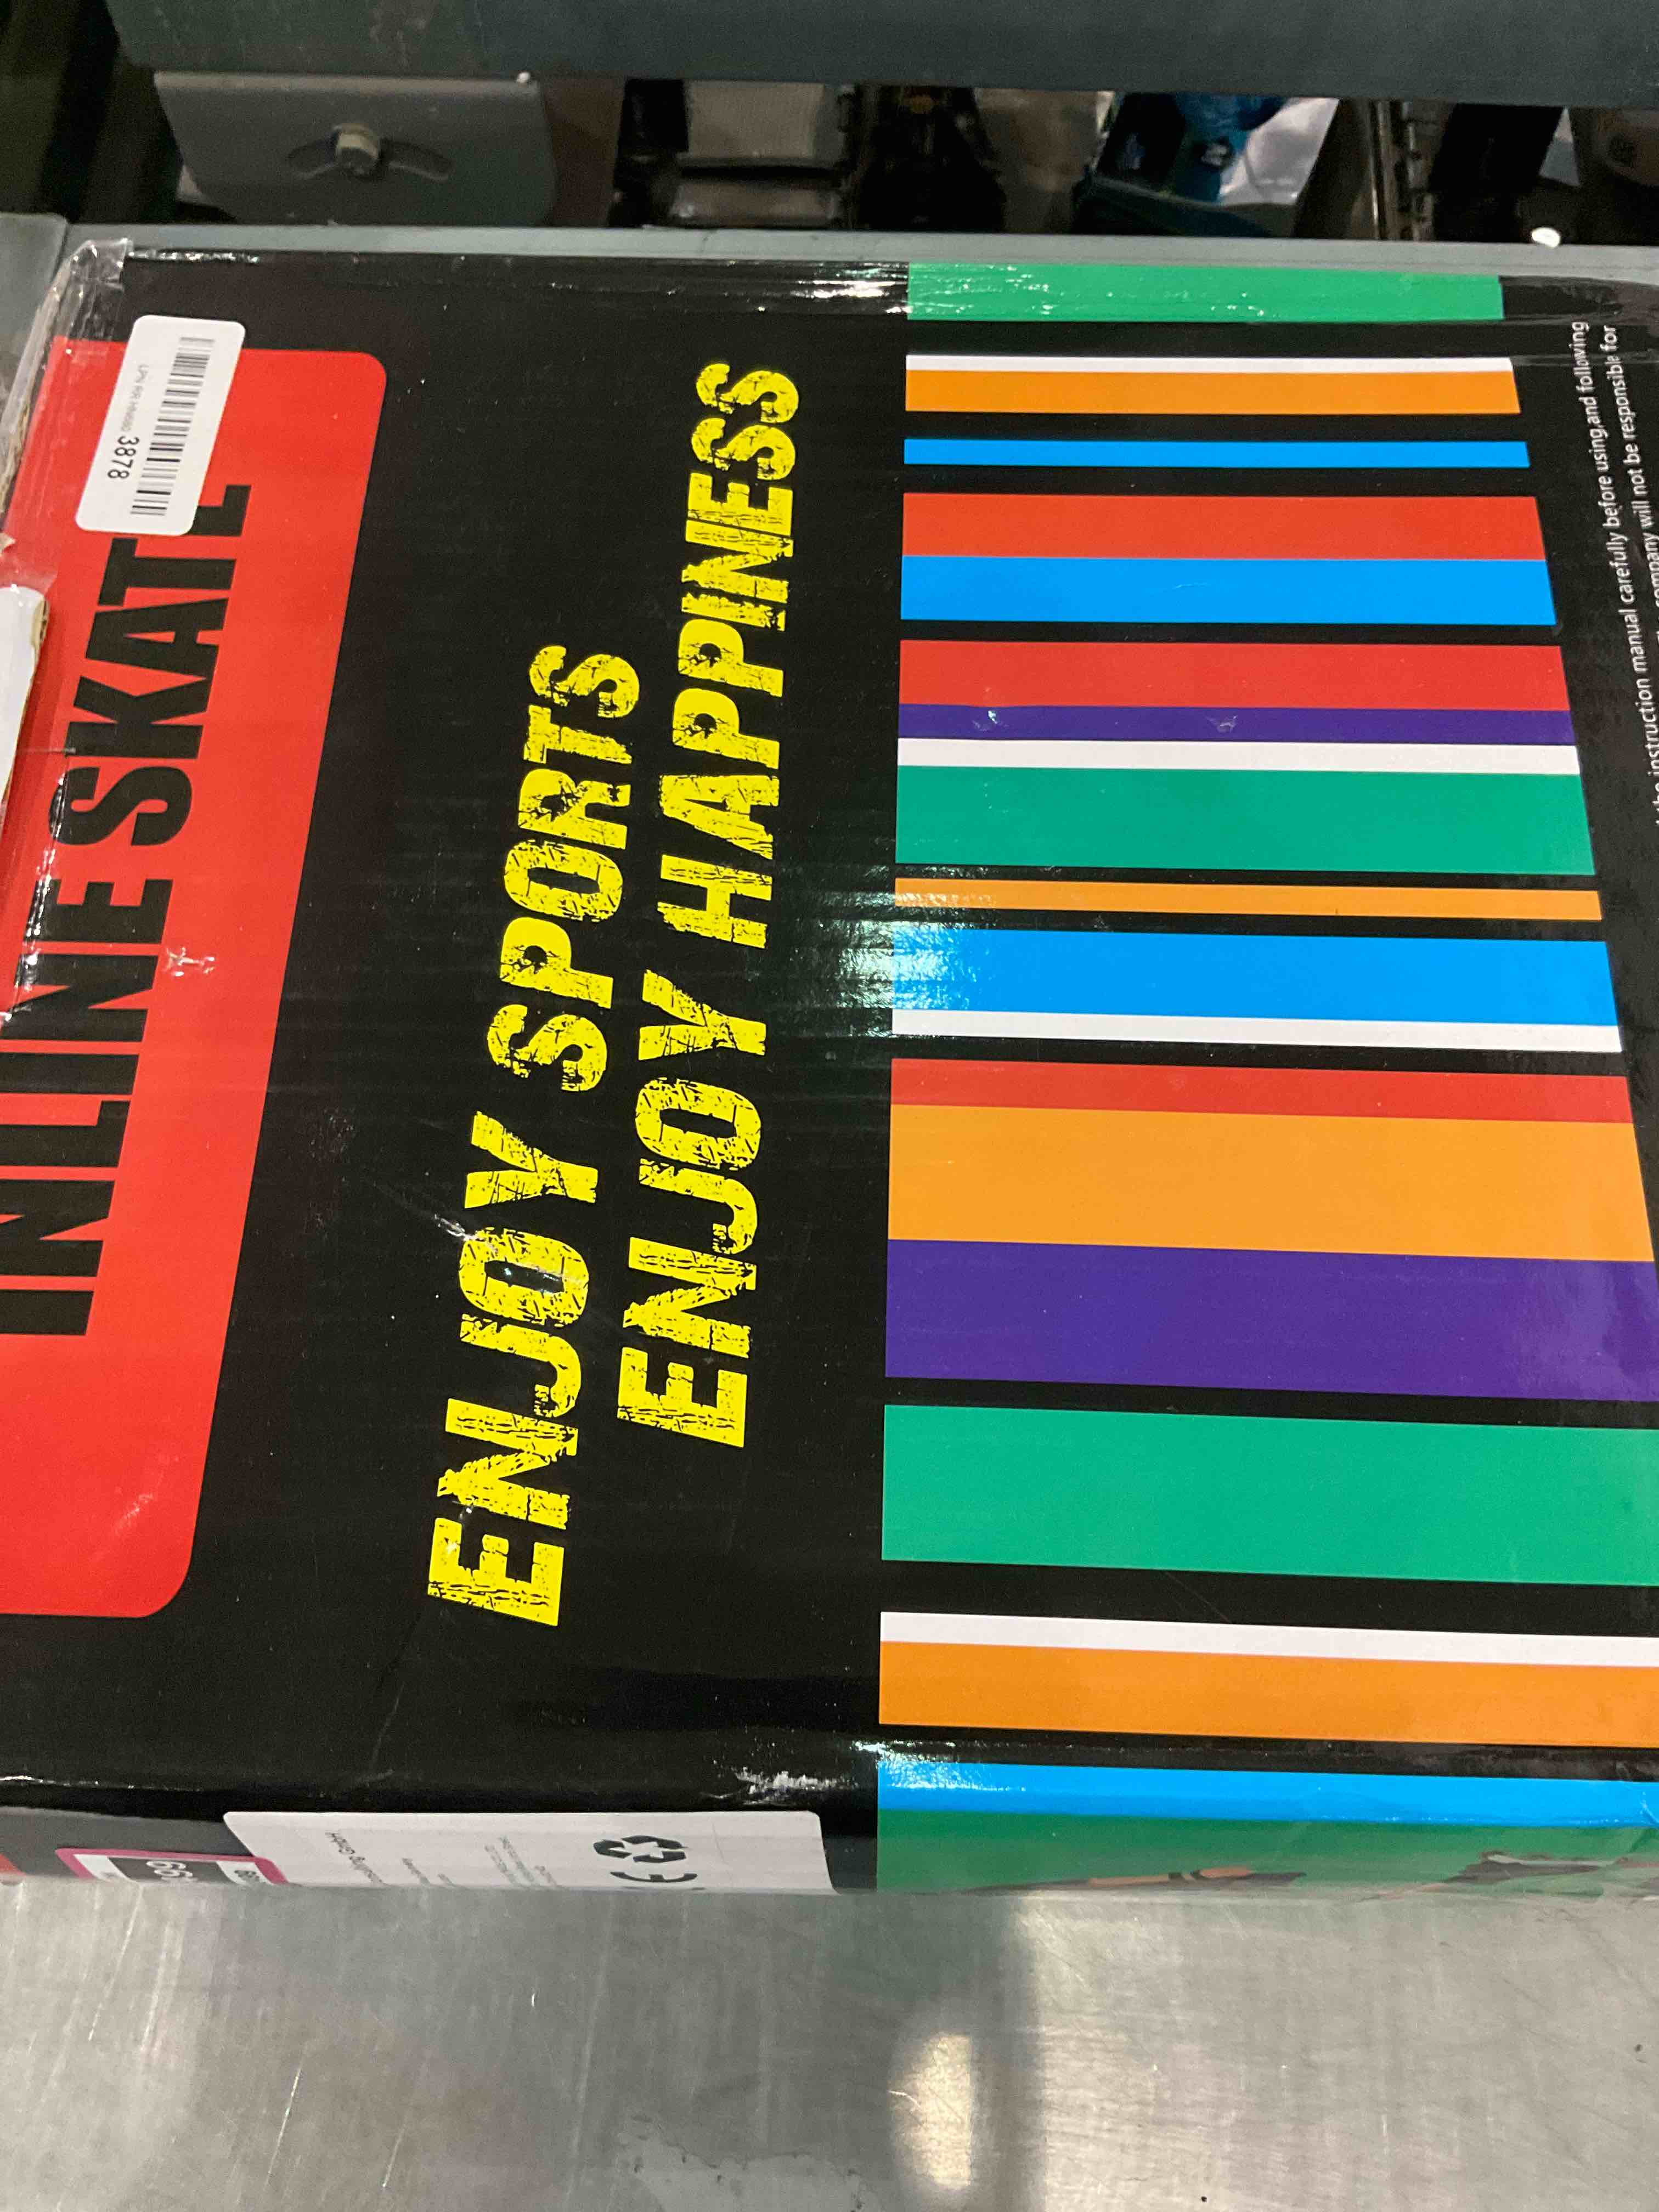 INLINE SKATE
3878
ENJOY SPORTS
ENJOY HAPPINESS
instruction manual carefully before using,and following
company will not be responsible for